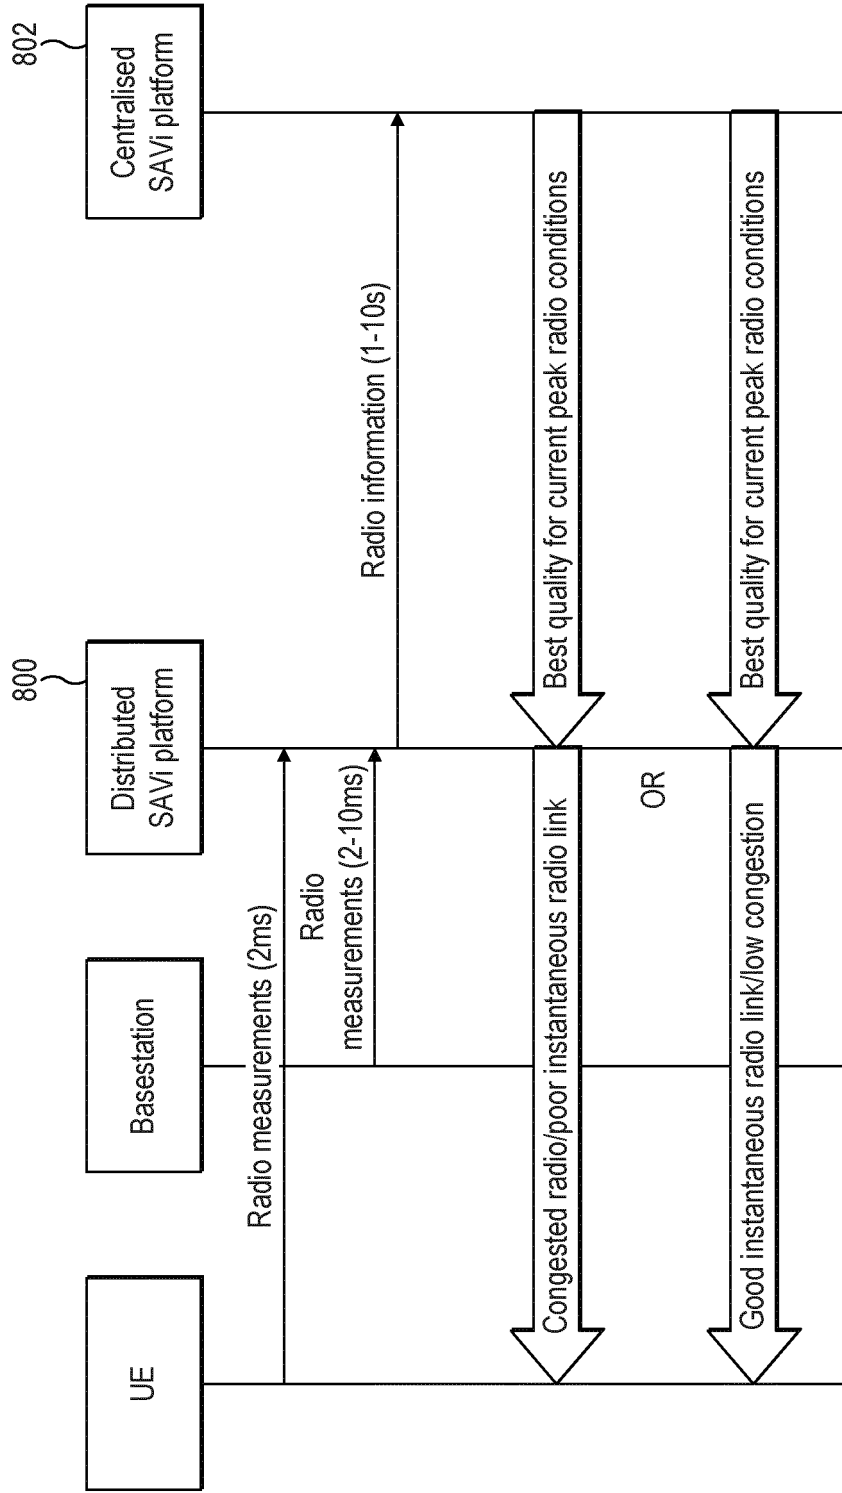 UE
Basestation
800
Distributed
SAVi platform
802
Centralised
SAVi platform
Radio measurements (2ms)
Radio
measurements (2-10ms)
Radio information (1-10s)
Congested radio/poor instantaneous radio link
Best quality for current peak radio conditions
OR
Good instantaneous radio link/low congestion
Best quality for current peak radio conditions